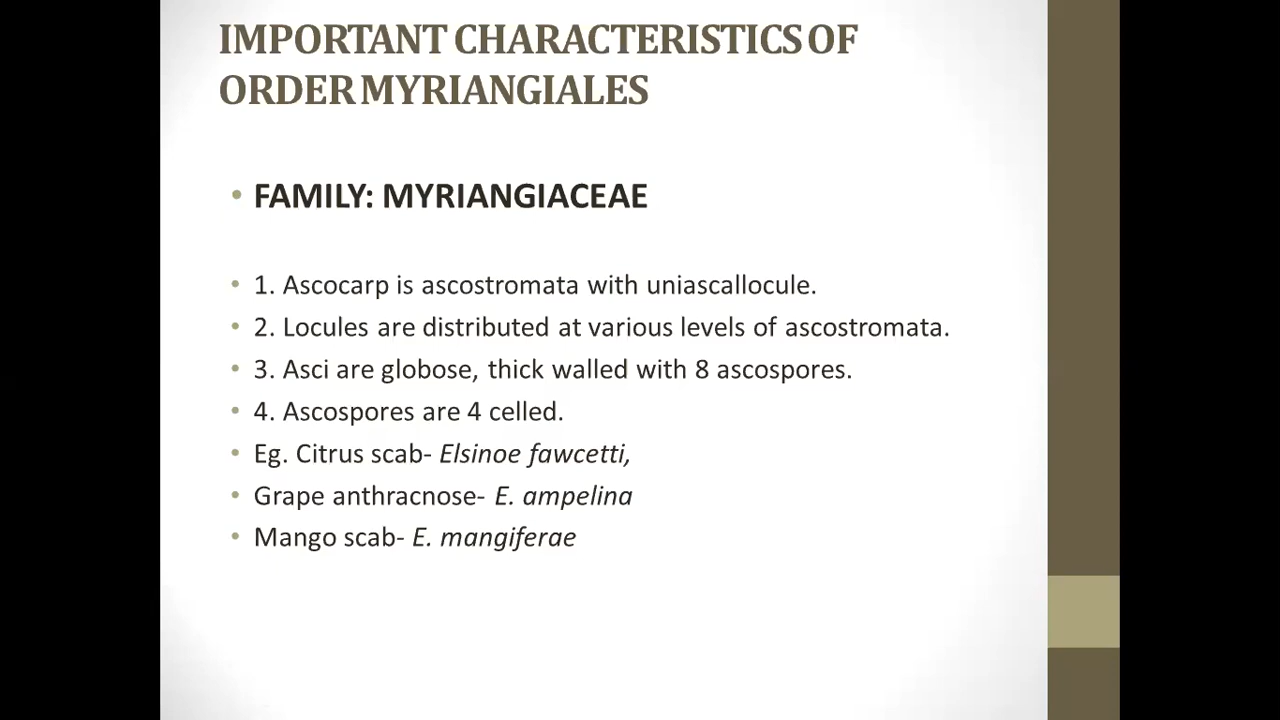 IMPORTANT CHARACTERISTICS OF
ORDER MYRIANGIALES
• FAMILY: MYRIANGIACEAE
• 1. Ascocarp is ascostromata with uniascallocule.
• 2. Locules are distributed at various levels of ascostromata.
• 3. Asci are globose, thick walled with 8 ascospores.
• 4. Ascospores are 4 celled.
• Eg. Citrus scab- Elsinoe fawcetti,
• Grape anthracnose- E. ampelina
• Mango scab- E. mangiferae